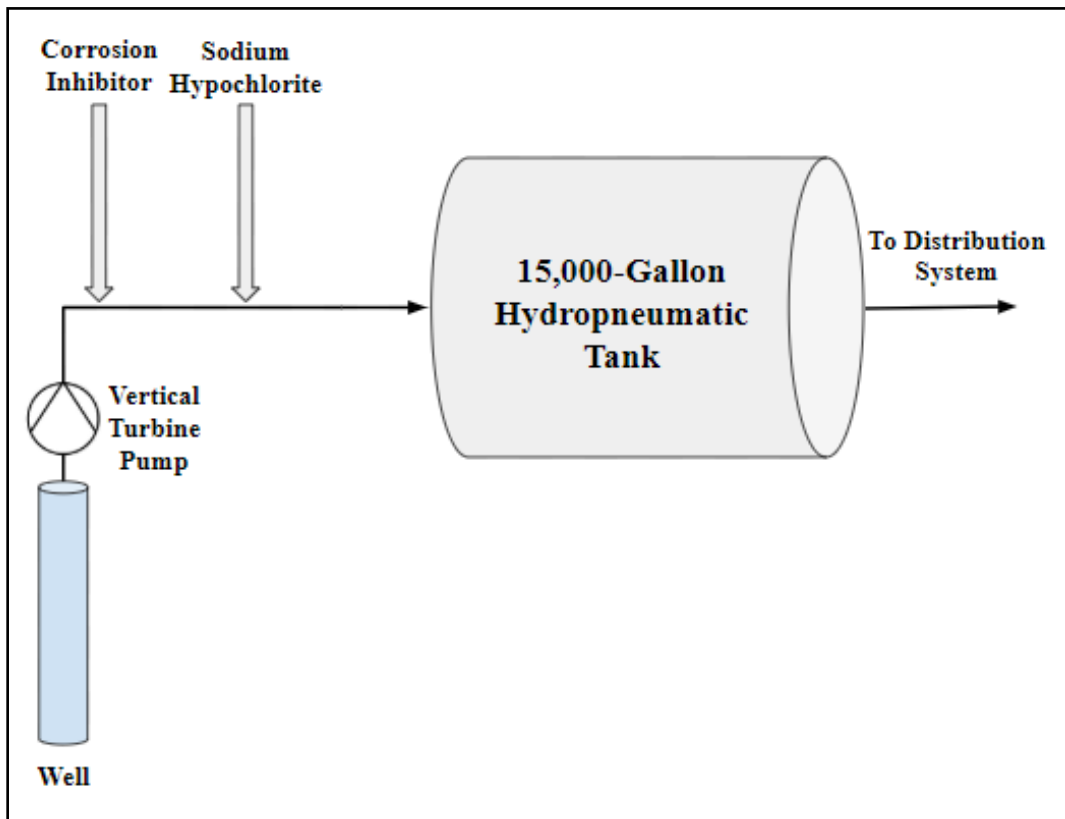 Corrosion
Inhibitor
Sodium
Hypochlorite
15,000-Gallon
Hydropneumatic
Tank
To Distribution
System
Vertical
Turbine
Pump
Well